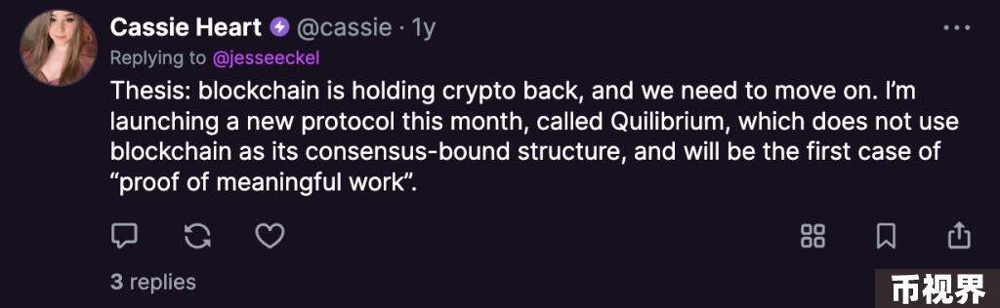 Cassie Heart @cassie · 1y
Replying to @jesseeckel
Thesis: blockchain is holding crypto back, and we need to move on. I’m
launching a new protocol this month, called Quilibrium, which does not use
blockchain as its consensus-bound structure, and will be the first case of
“proof of meaningful work”.
3 replies
币视界